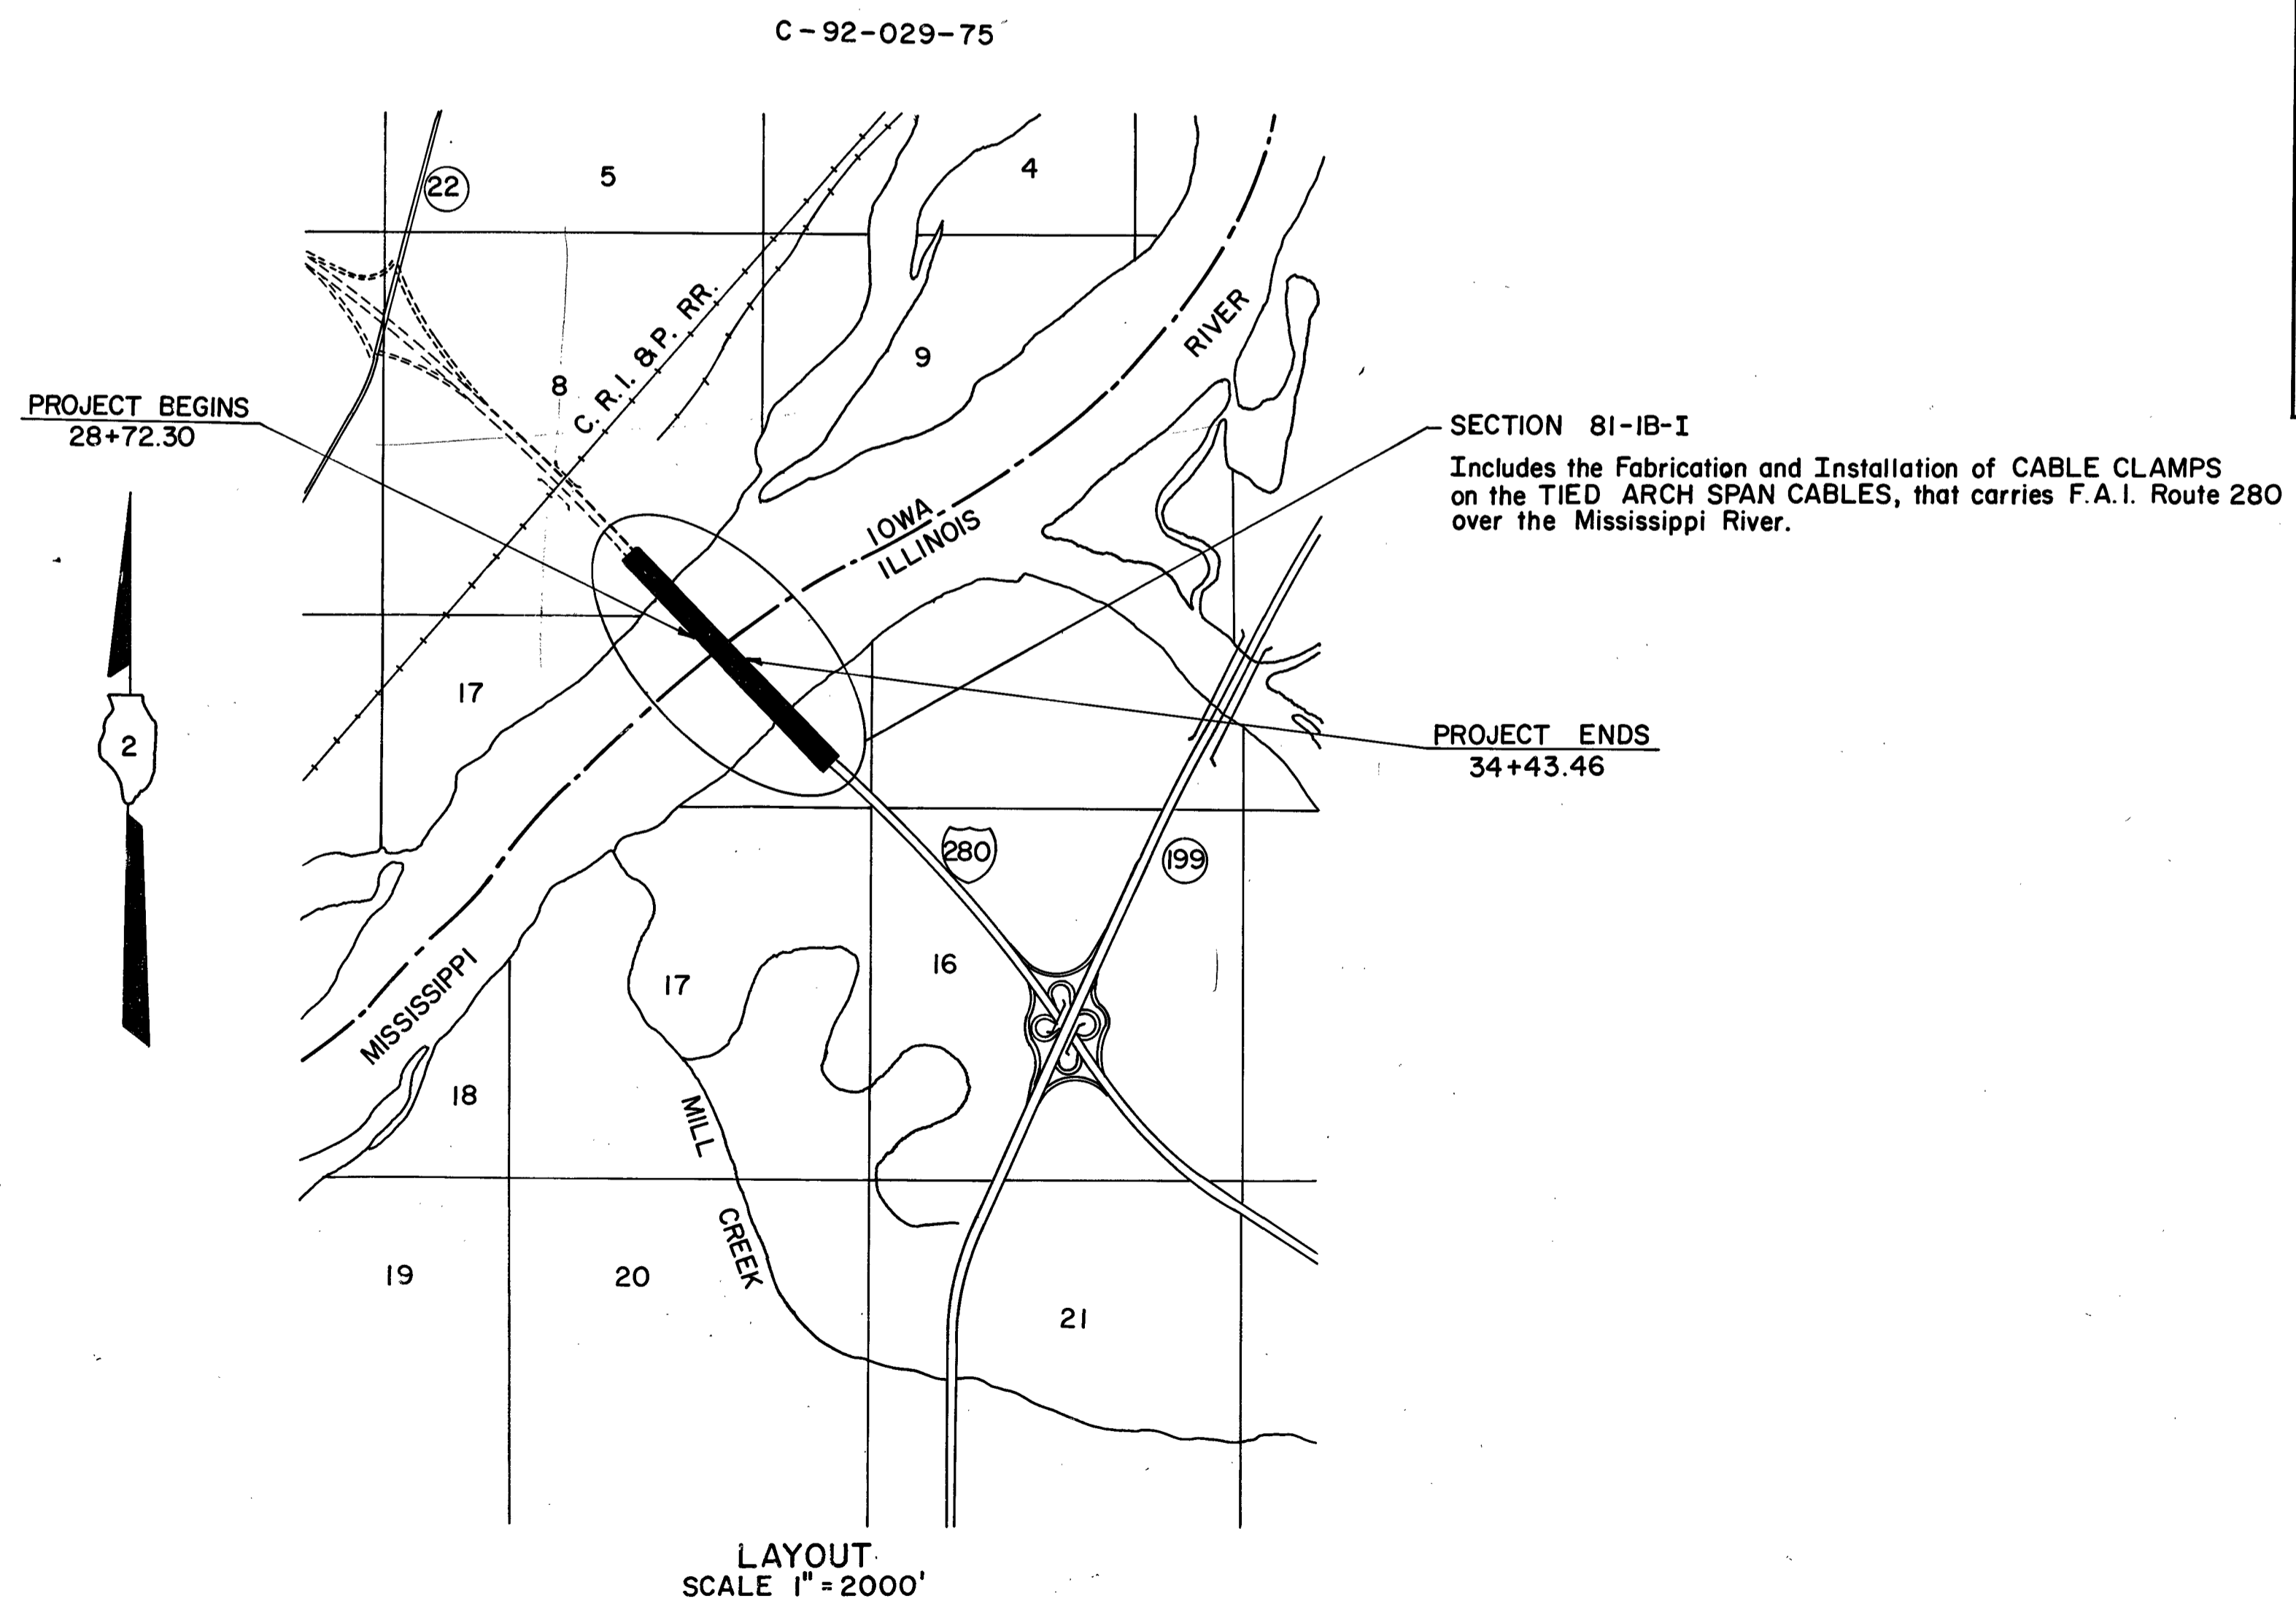 C-92-029-75
22
5
4
C. R. I. & P. RR.
RIVER
9
8
PROJECT BEGINS
28+72.30
SECTION 81-1B-1
Includes the Fabrication and Installation of CABLE CLAMPS
on the TIED ARCH SPAN CABLES, that carries F.A.I. Route 280
over the Mississippi River.
IOWA
ILLINOIS
17
2
PROJECT ENDS
34+43.46
280
199
MISSISSIPPI
17
16
18
MILL
CREEK
19
20
21
LAYOUT
SCALE 1" = 2000'